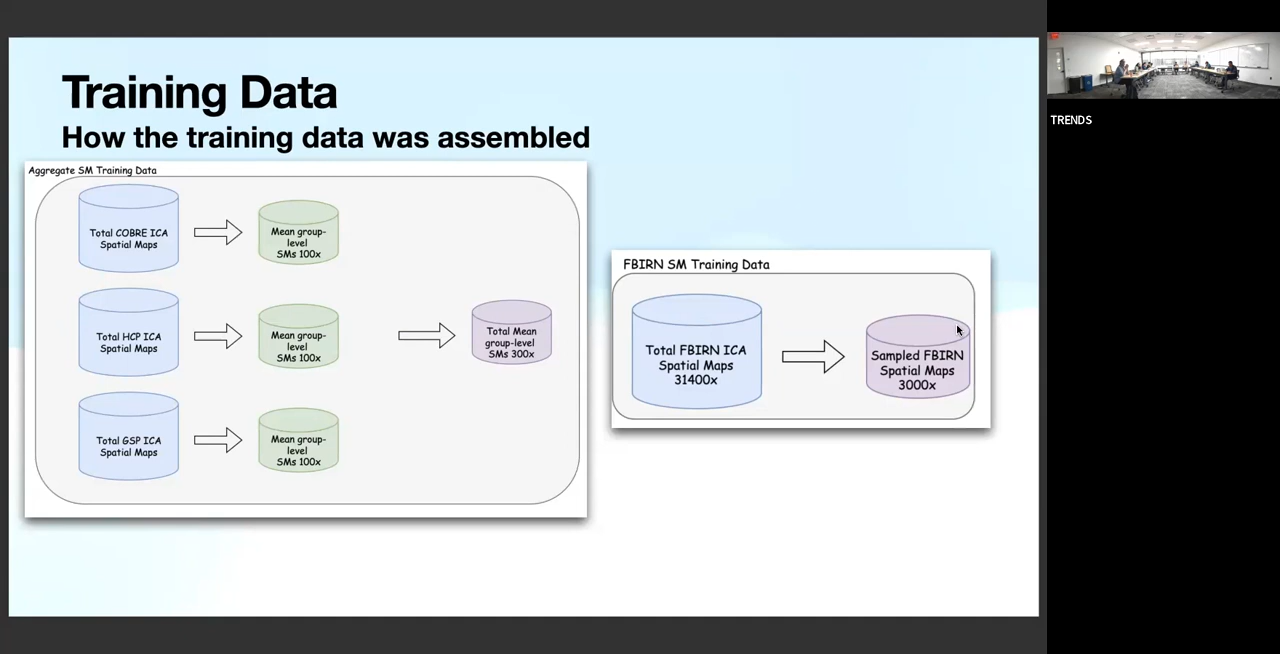 Training Data
How the training data was assembled
Aggregate SM Training Data
Total COBRE ICA
Spatial Maps
Mean group-
level
SMs 100x
Total HCP ICA
Spatial Maps
Mean group-
level
SMs 100x
Total Mean
group-level
SMs 300x
Total GSP ICA
Spatial Maps
Mean group-
level
SMs 100x
FBIRN SM Training Data
Total FBIRN ICA
Spatial Maps
31400x
Sampled FBIRN
Spatial Maps
3000x
TRENDS